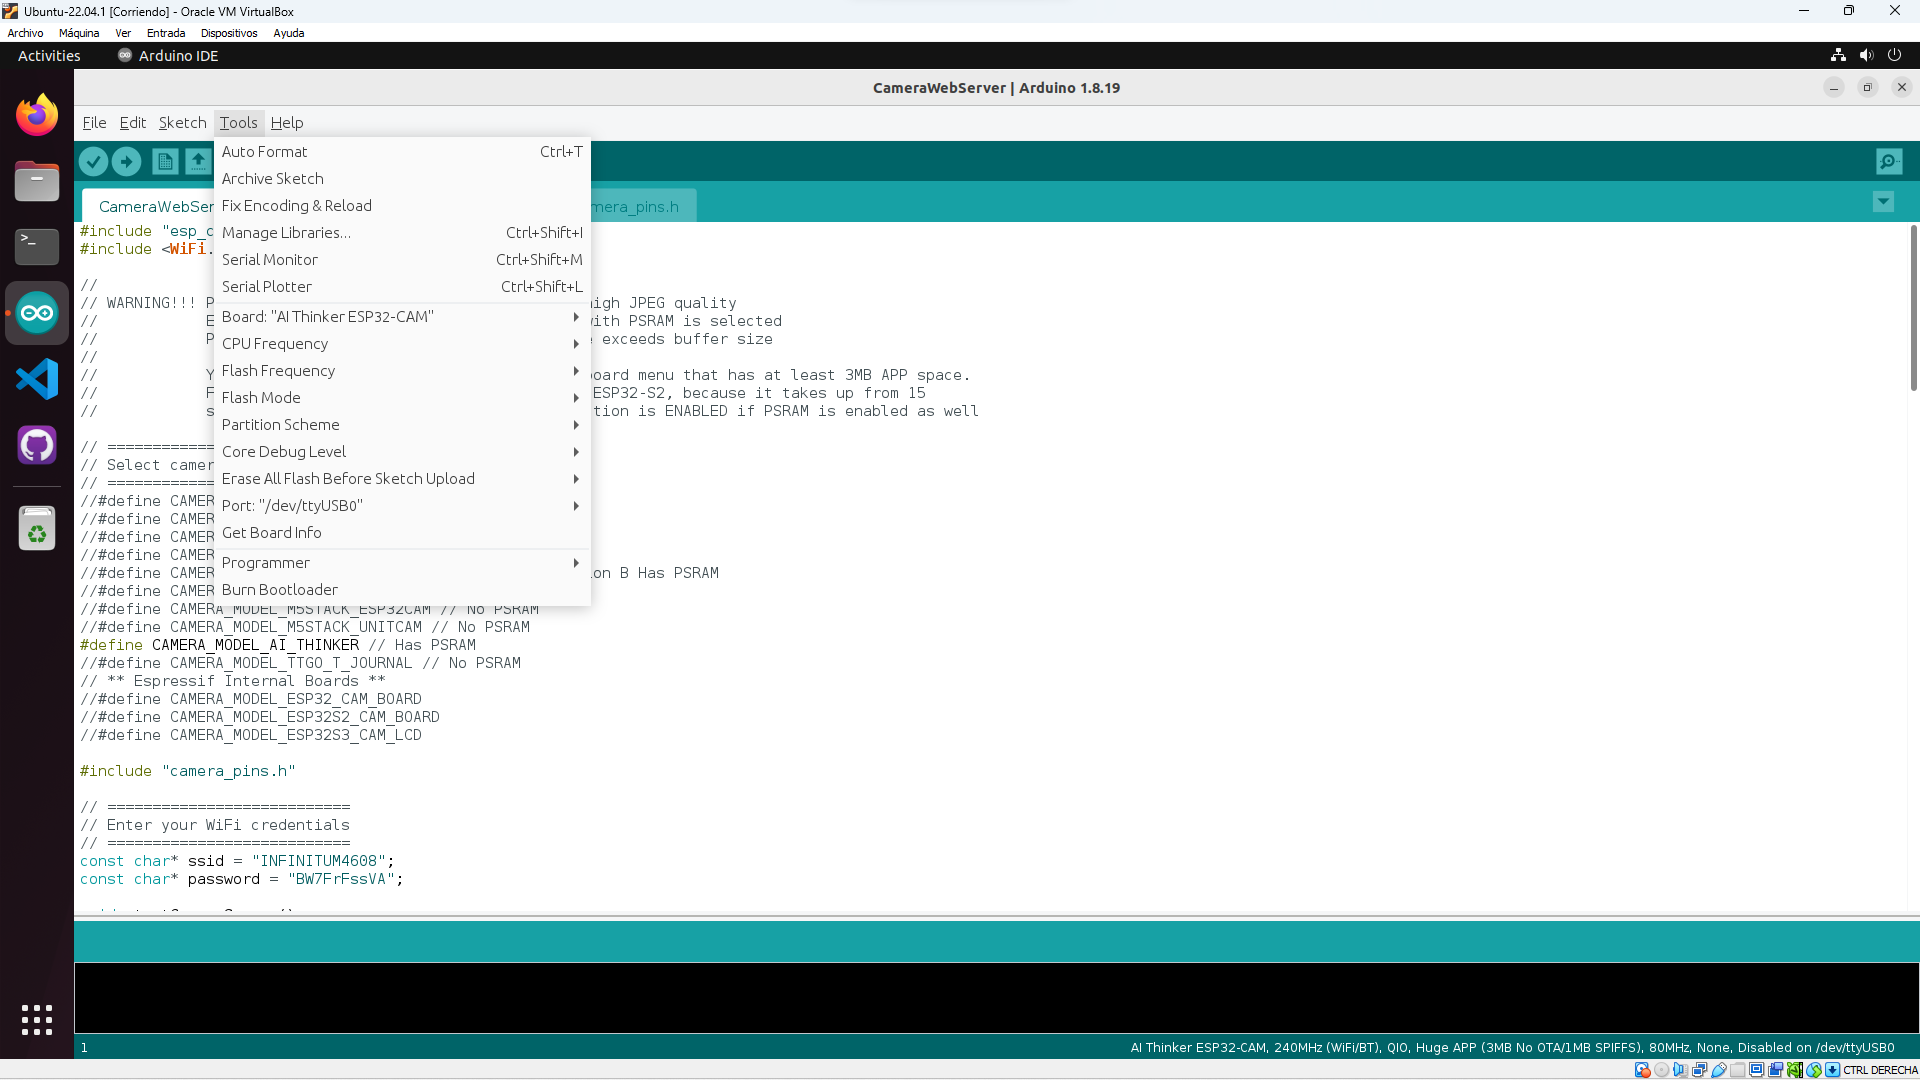 Ubuntu-22.04.1 [Corriendo] - Oracle VM VirtualBox
Archivo Máquina Ver Entrada Dispositivos Ayuda
Activities Arduino IDE
CameraWebServer | Arduino 1.8.19
File Edit Sketch Tools Help
Auto Format Ctrl+T
Archive Sketch
Fix Encoding & Reload
Manage Libraries... Ctrl+Shift+I
Serial Monitor Ctrl+Shift+M
Serial Plotter Ctrl+Shift+L
Board: "AI Thinker ESP32-CAM"
CPU Frequency
Flash Frequency
Flash Mode
Partition Scheme
Core Debug Level
Erase All Flash Before Sketch Upload
Port: "/dev/ttyUSB0"
Get Board Info
Programmer
Burn Bootloader
CameraWebSer mera_pins.h
#include "esp_c
#include <WiFi.
//
// WARNING!!! P igh JPEG quality
// E ith PSRAM is selected
// P exceeds buffer size
//
// Y oard menu that has at least 3MB APP space.
// F ESP32-S2, because it takes up from 15
// s tion is ENABLED if PSRAM is enabled as well
// ============
// Select camer
// ============
//#define CAMER
//#define CAMER
//#define CAMER
//#define CAMER
//#define CAMER on B Has PSRAM
//#define CAMER
//#define CAMERA_MODEL_M5STACK_ESP32CAM // No PSRAM
//#define CAMERA_MODEL_M5STACK_UNITCAM // No PSRAM
#define CAMERA_MODEL_AI_THINKER // Has PSRAM
//#define CAMERA_MODEL_TTGO_T_JOURNAL // No PSRAM
// ** Espressif Internal Boards **
//#define CAMERA_MODEL_ESP32_CAM_BOARD
//#define CAMERA_MODEL_ESP32S2_CAM_BOARD
//#define CAMERA_MODEL_ESP32S3_CAM_LCD
#include "camera_pins.h"
// ===========================
// Enter your WiFi credentials
// ===========================
const char* ssid = "INFINITUM4608";
const char* password = "BW7FrFssVA";
1 AI Thinker ESP32-CAM, 240MHz (WiFi/BT), QIO, Huge APP (3MB No OTA/1MB SPIFFS), 80MHz, None, Disabled on /dev/ttyUSB0
CTRL DERECHA